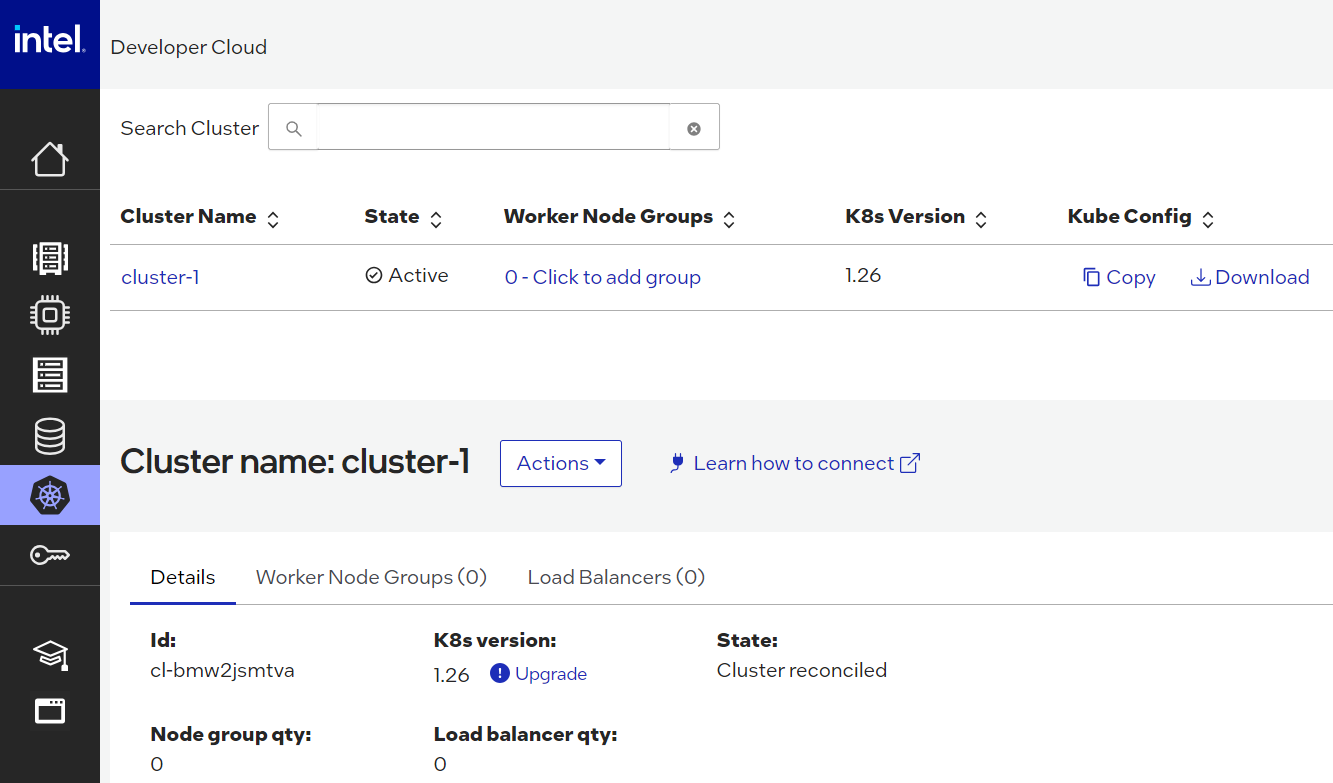 intel.
Developer Cloud
Search Cluster
Cluster Name State Worker Node Groups K8s Version Kube Config
cluster-1 Active 0 - Click to add group 1.26 Copy Download
Cluster name: cluster-1 Actions Learn how to connect
Details Worker Node Groups (0) Load Balancers (0)
Id: K8s version: State:
cl-bmw2jsmtva 1.26 Upgrade Cluster reconciled
Node group qty: Load balancer qty:
0 0